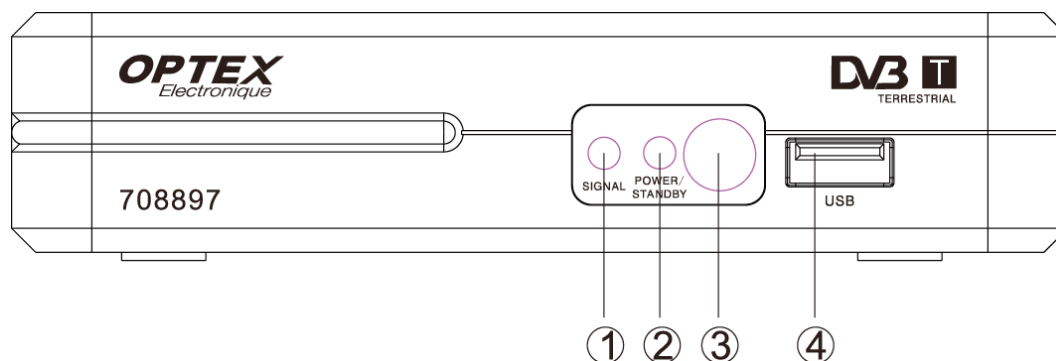 OPTEX
Electronique
DVB T
TERRESTRIAL
SIGNAL
POWER/
STANDBY
USB
708897
① ② ③ ④